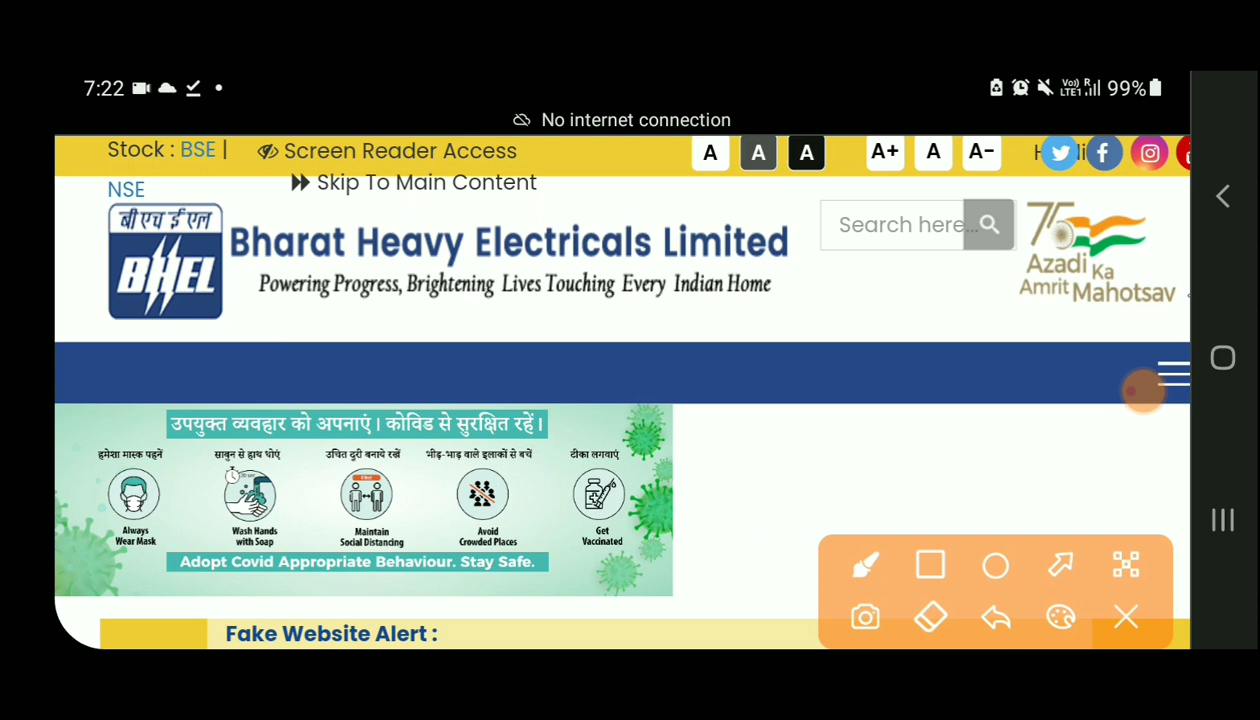 7:22
99%
No internet connection
Stock : BSE |
Screen Reader Access
A A A A+ A A-
NSE
Skip To Main Content
बी एच ई एल
BHEL
Bharat Heavy Electricals Limited
Powering Progress, Brightening Lives Touching Every Indian Home
Search here...
75
Azadi Ka
Amrit Mahotsav
उपयुक्त व्यवहार को अपनाएं। कोविड से सुरक्षित रहें।
हमेशा मास्क पहनें
साबुन से हाथ धोएं
उचित दूरी बनाये रखें
भीड़-भाड़ वाले इलाकों से बचें
टीका लगवाएं
Always
Wear Mask
Wash Hands
with Soap
Maintain
Social Distancing
Avoid
Crowded Places
Get
Vaccinated
Adopt Covid Appropriate Behaviour. Stay Safe.
Fake Website Alert :